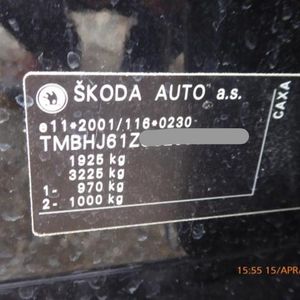 ŠKODA AUTO a.s.
e11*2001/116*0230
TMBHJ61Z
1925 kg
3225 kg
1- 970 kg
2- 1000 kg
CAXA
15:55 15/APR/